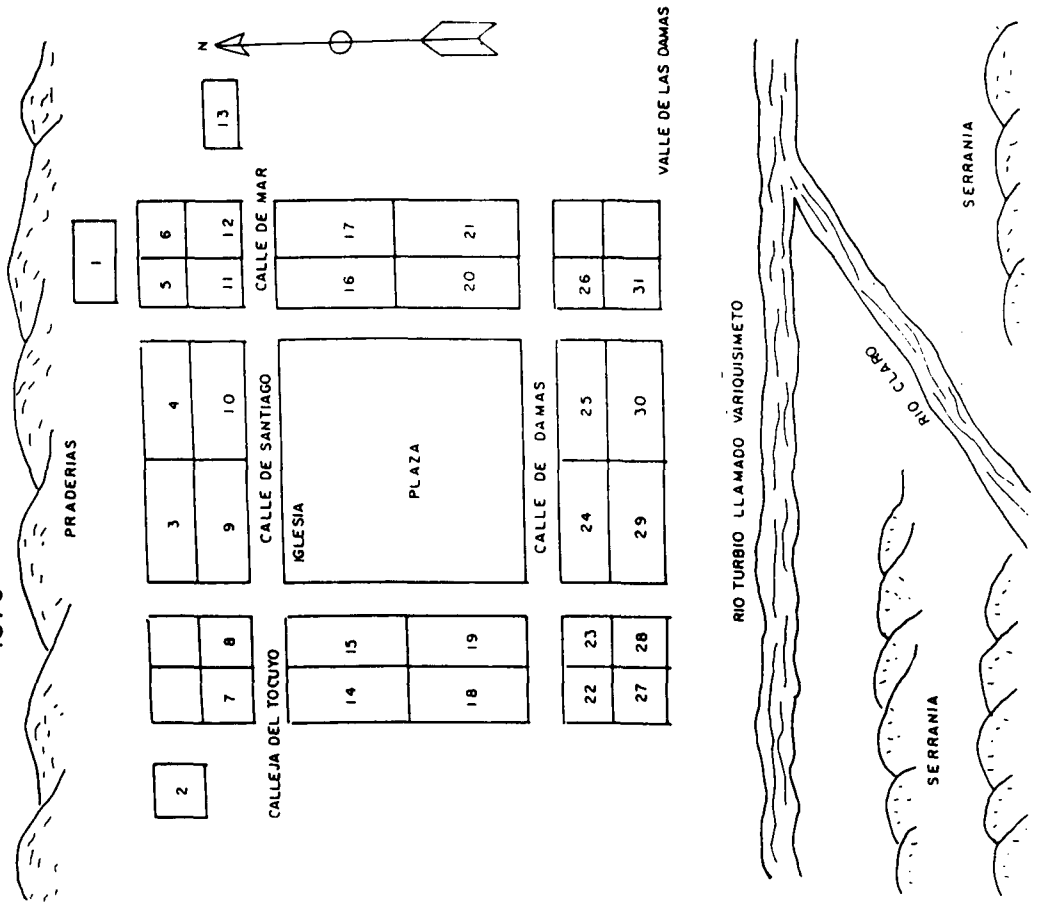 PRADERIAS
1
2
3 4 5 6
N
7 8 9 10 11 12 13
CALLEJA DEL TOCUYO
CALLE DE SANTIAGO
CALLE DE MAR
IGLESIA
14 15 16 17
PLAZA
18 19 20 21
CALLE DE DAMAS
22 23 24 25 26
27 28 29 30 31
VALLE DE LAS DAMAS
RIO TURBIO LLAMADO VARIQUISIMETO
RIO CLARO
SERRANIA
SERRANIA